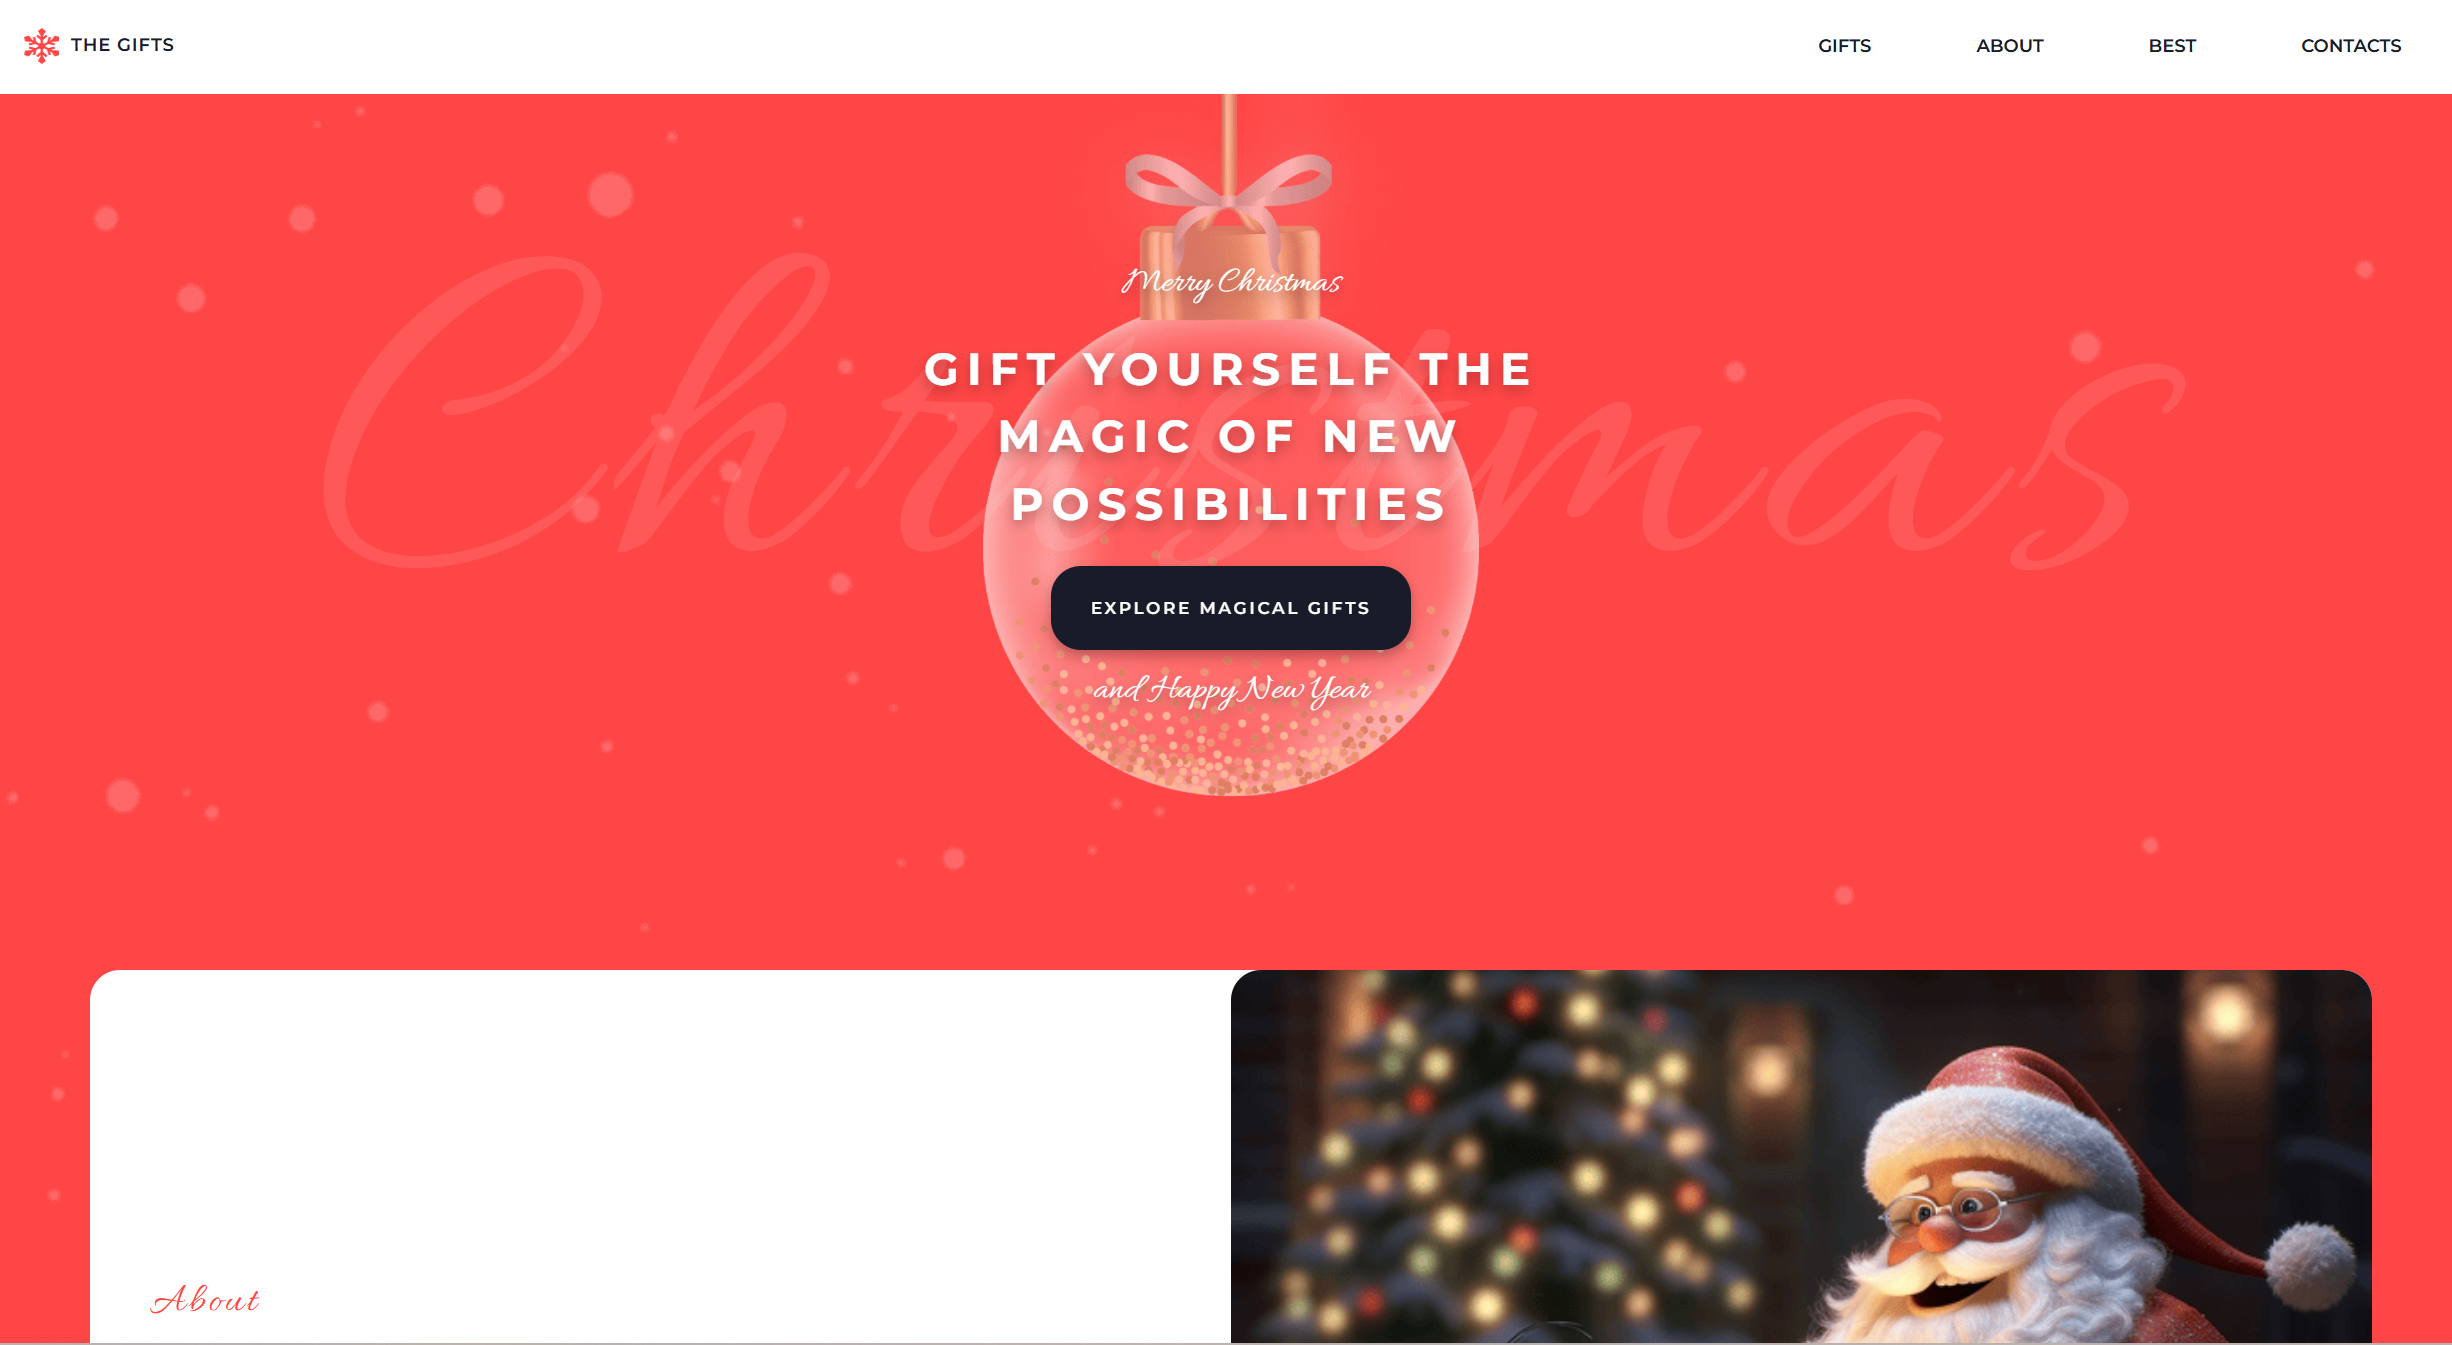 THE GIFTS
GIFTS ABOUT BEST CONTACTS
Christmas
Merry Christmas
GIFT YOURSELF THE
MAGIC OF NEW
POSSIBILITIES
EXPLORE MAGICAL GIFTS
and Happy New Year
About